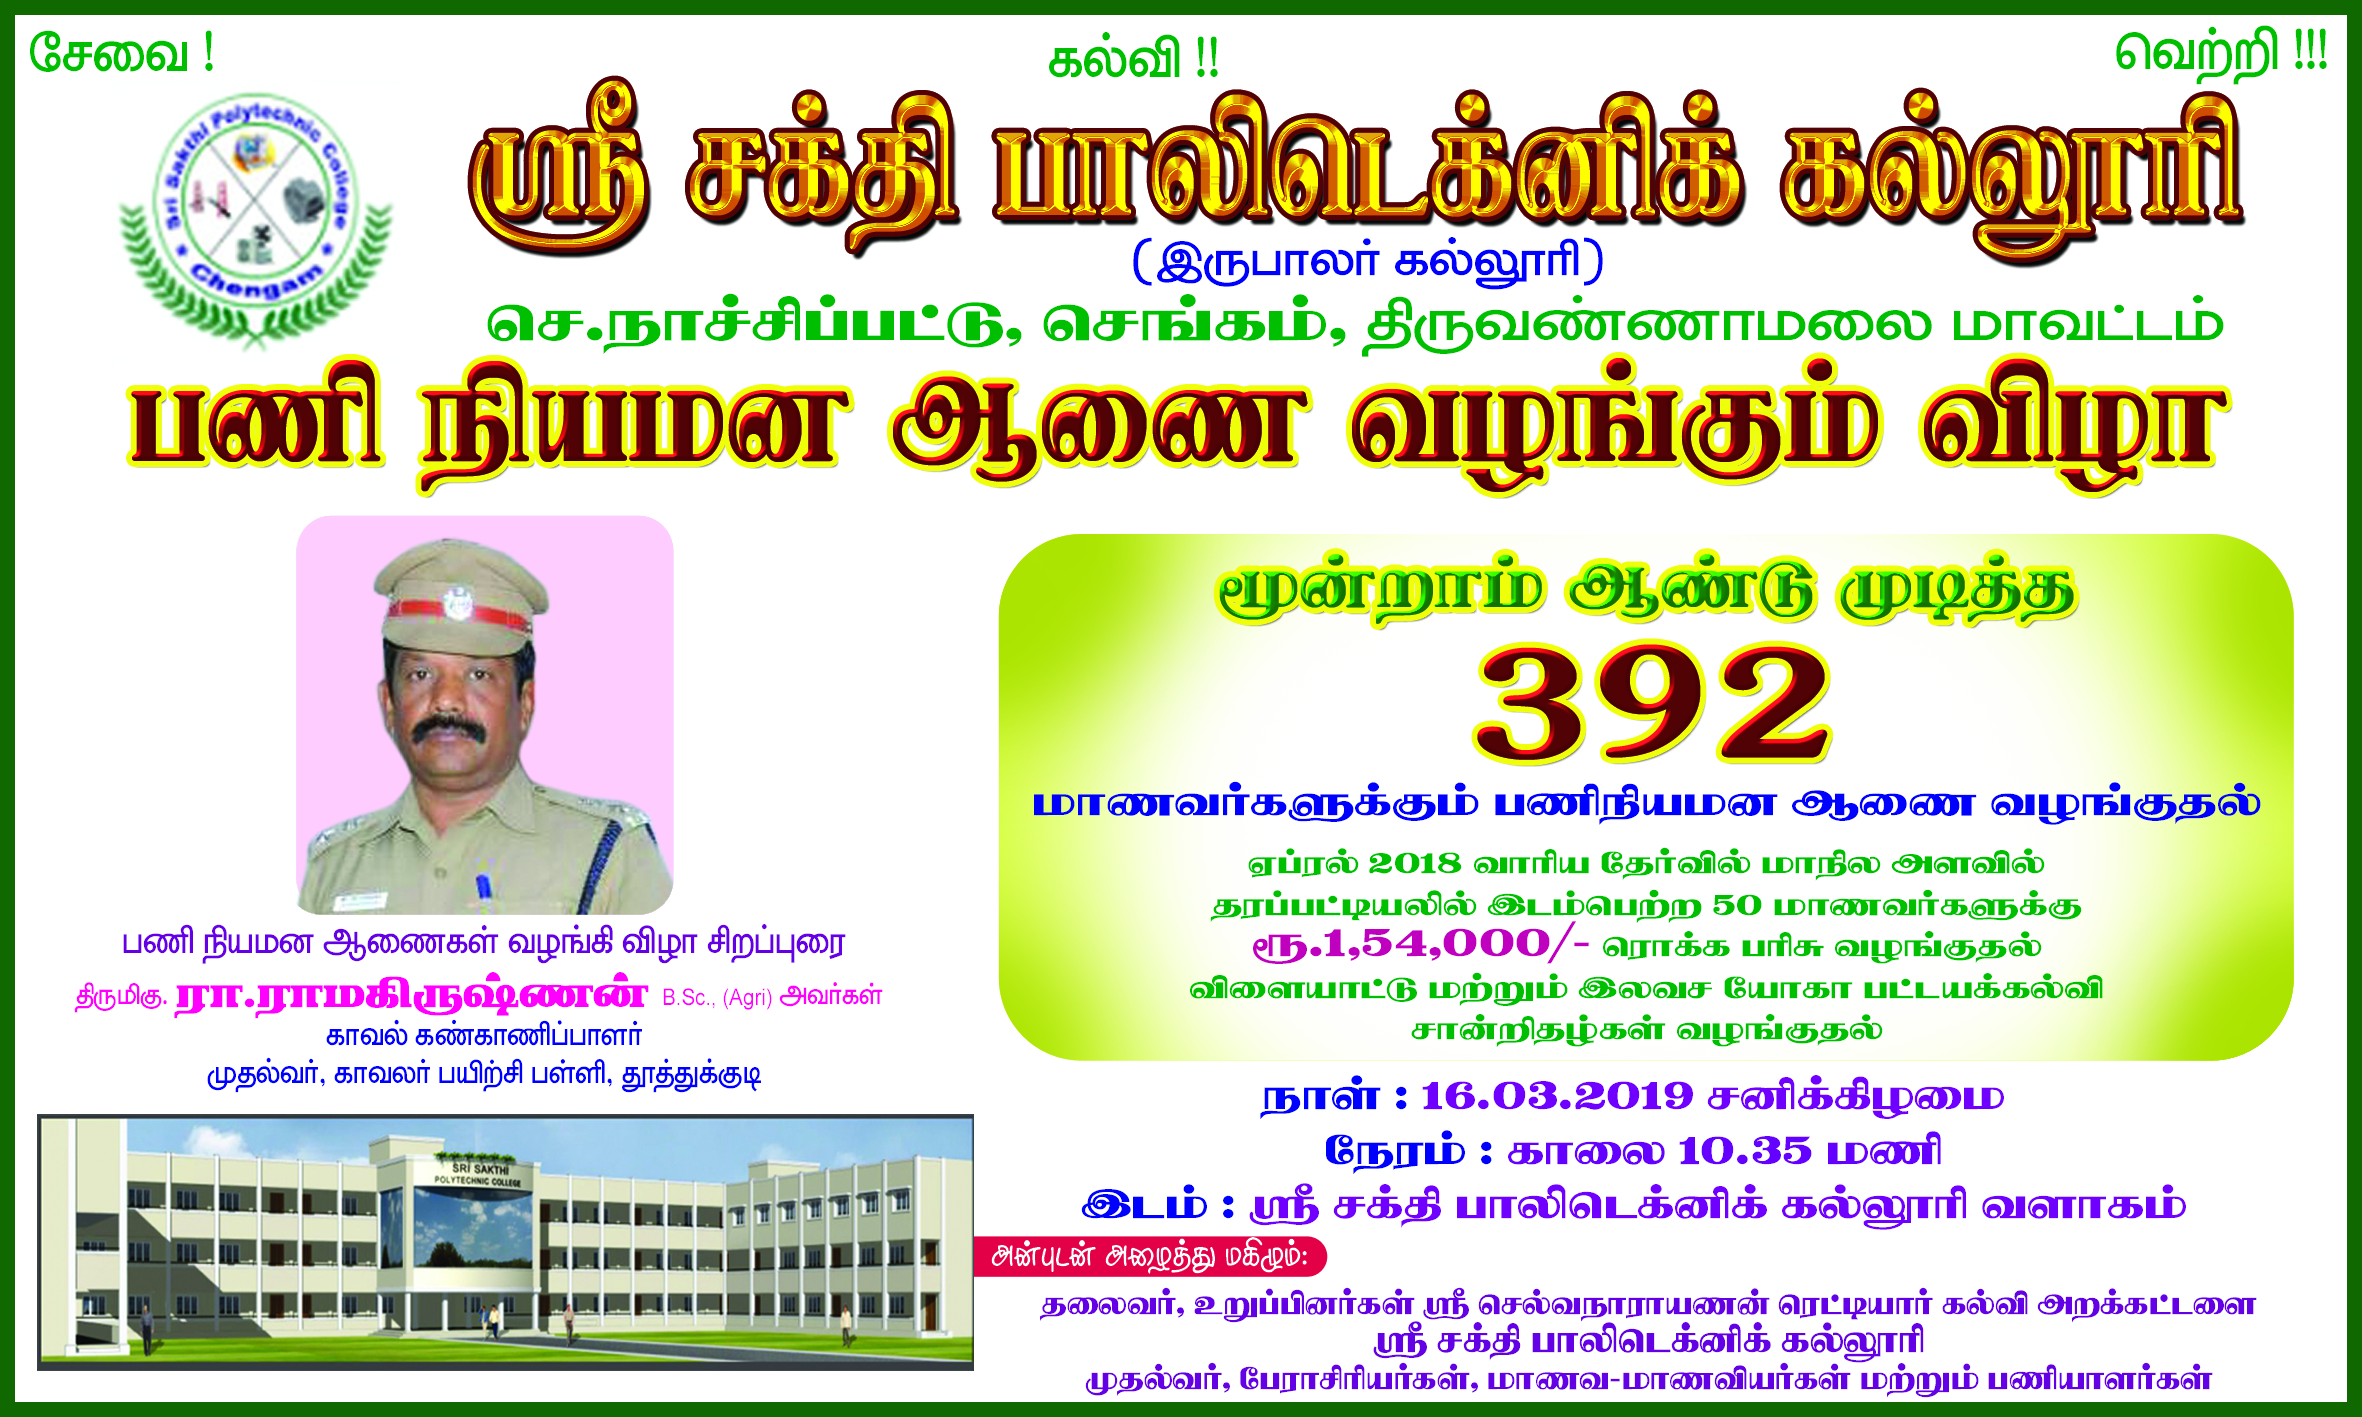 சேவை !
கல்வி !!
வெற்றி !!!
Sri Sakthi Polytechnic College
* Chengam *
ஸ்ரீ சக்தி பாலிடெக்னிக் கல்லூரி
(இருபாலர் கல்லூரி)
செ.நாச்சிப்பட்டு, செங்கம், திருவண்ணாமலை மாவட்டம்
பணி நியமன ஆணை வழங்கும் விழா
பணி நியமன ஆணைகள் வழங்கி விழா சிறப்புரை
திருமிகு. ரா.ராமகிருஷ்ணன் B.Sc., (Agri) அவர்கள்
காவல் கண்காணிப்பாளர்
முதல்வர், காவலர் பயிற்சி பள்ளி, தூத்துக்குடி
SRI SAKTHI
POLYTECHNIC COLLEGE
மூன்றாம் ஆண்டு முடித்த
392
மாணவர்களுக்கும் பணிநியமன ஆணை வழங்குதல்
ஏப்ரல் 2018 வாரிய தேர்வில் மாநில அளவில்
தரப்பட்டியலில் இடம்பெற்ற 50 மாணவர்களுக்கு
ரூ.1,54,000/- ரொக்க பரிசு வழங்குதல்
விளையாட்டு மற்றும் இலவச யோகா பட்டயக்கல்வி
சான்றிதழ்கள் வழங்குதல்
நாள் : 16.03.2019 சனிக்கிழமை
நேரம் : காலை 10.35 மணி
இடம் : ஸ்ரீ சக்தி பாலிடெக்னிக் கல்லூரி வளாகம்
அன்புடன் அழைத்து மகிழும்:
தலைவர், உறுப்பினர்கள் ஸ்ரீ செல்வநாராயணன் ரெட்டியார் கல்வி அறக்கட்டளை
ஸ்ரீ சக்தி பாலிடெக்னிக் கல்லூரி
முதல்வர், பேராசிரியர்கள், மாணவ-மாணவியர்கள் மற்றும் பணியாளர்கள்